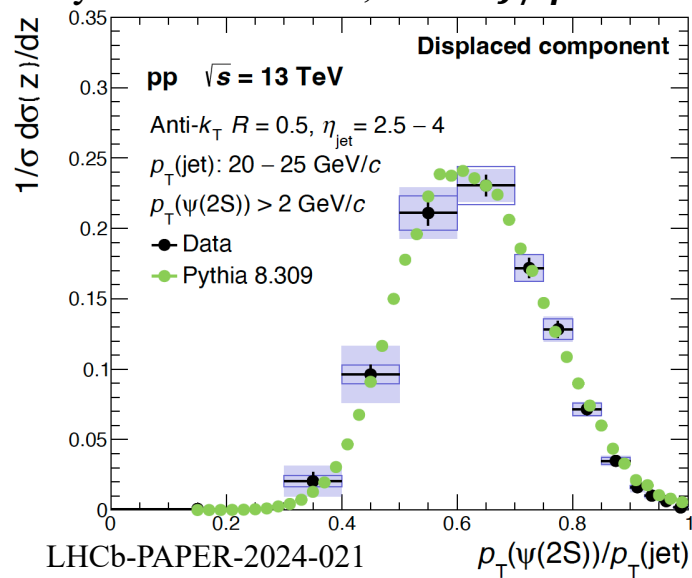 Displaced component
pp √s = 13 TeV
Anti-kT R = 0.5, ηjet = 2.5 − 4
pT(jet): 20 − 25 GeV/c
pT(ψ(2S)) > 2 GeV/c
Data
Pythia 8.309
1/σ dσ(z)/dz
0.35
0.3
0.25
0.2
0.15
0.1
0.05
0
0 0.2 0.4 0.6 0.8 1
LHCb-PAPER-2024-021 pT(ψ(2S))/pT(jet)